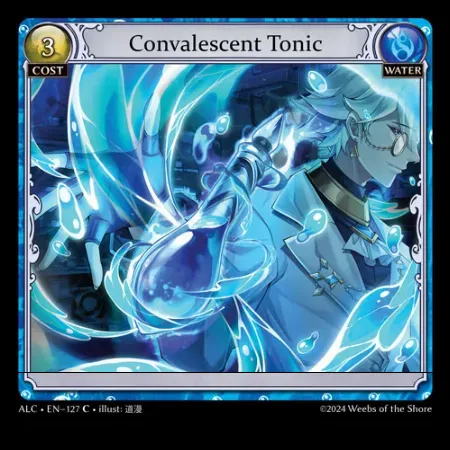 3
Convalescent Tonic
COST
WATER
ALC • EN-127 C • illust: 道漫
©2024 Weebs of the Shore